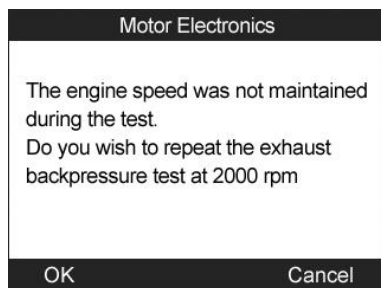 Motor Electronics
The engine speed was not maintained
during the test.
Do you wish to repeat the exhaust
backpressure test at 2000 rpm
OK
Cancel